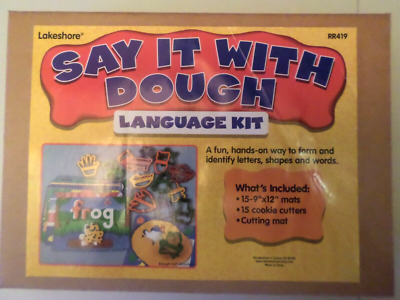 Lakeshore®
RR419
SAY IT WITH
DOUGH
LANGUAGE KIT
A fun, hands-on way to form and
identify letters, shapes and words.
frog
What's Included:
•15-9"x12" mats
•15 cookie cutters
•Cutting mat